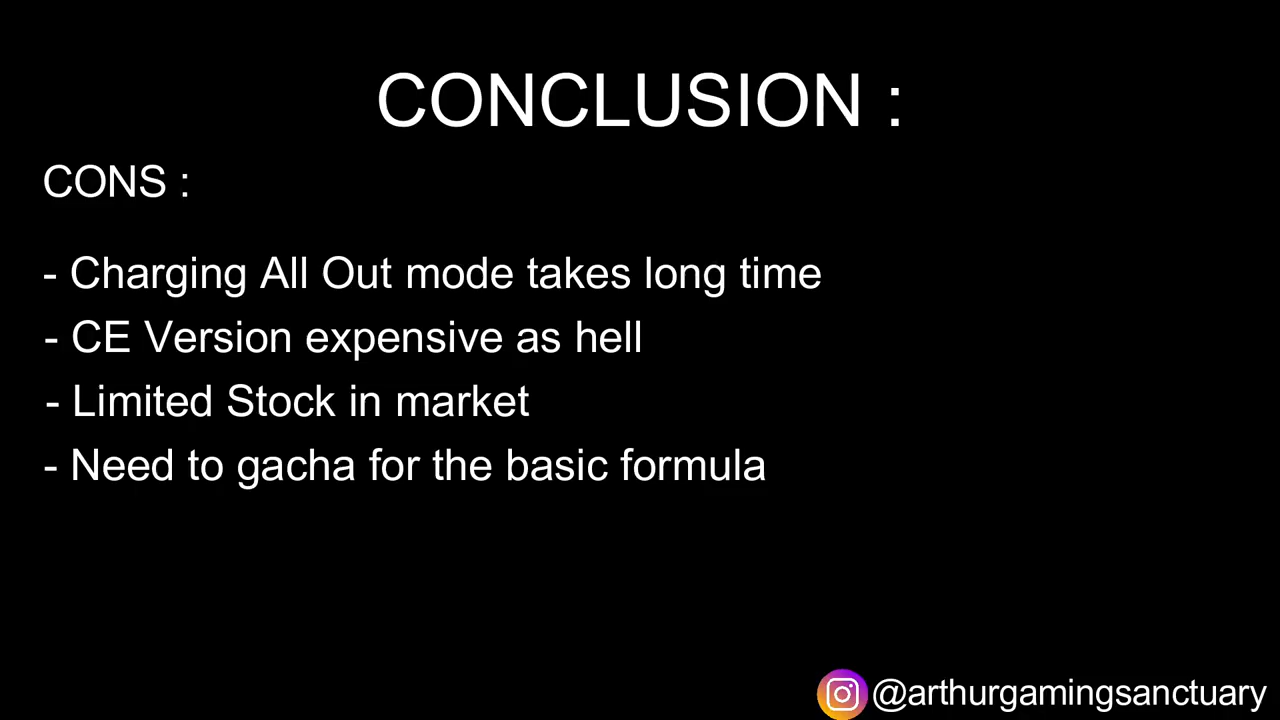 CONCLUSION :
CONS :
- Charging All Out mode takes long time
- CE Version expensive as hell
- Limited Stock in market
- Need to gacha for the basic formula
@arthurgamingsanctuary